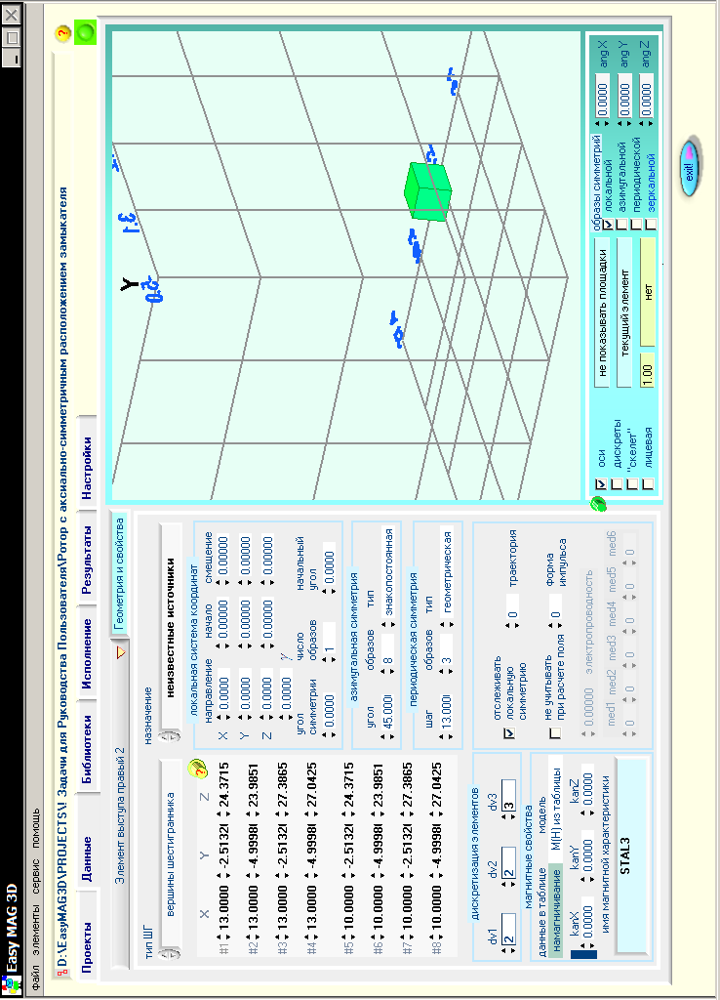 Easy MAG 3D
файл элементы сервис помощь
D:\EasyMAG3D\PROJECTS\! Задачи для Руководства Пользователя\Ротор с аксиально-симметричным расположением замыкателя
Проекты Данные Библиотеки Исполнение Результаты Настройки
Элемент выступа правый 2 Геометрия и свойства
тип ШГ назначение
вершины шестигранника неизвестные источники
X Y Z
#1 13.0000 -2.5132 24.3715
#2 13.0000 -4.9998 23.9851
#3 13.0000 -2.5132 27.3865
#4 13.0000 -4.9998 27.0425
#5 10.0000 -2.5132 24.3715
#6 10.0000 -4.9998 23.9851
#7 10.0000 -2.5132 27.3865
#8 10.0000 -4.9998 27.0425
локальная система координат
направление начало смещение
X 0.0000 0.00000 0.00000
Y 0.0000 0.00000 0.00000
Z 0.0000 0.00000 0.00000
0.0000 γ
угол симметрии число образов начальный угол
0.0000 1 0.0000
азимутальная симметрия
угол образов тип
45.000 8 знакопостоянная
периодическая симметрия
шаг образов тип
13.000 3 геометрическая
дискретизация элементов
dv1 dv2 dv3
2 2 3
магнитные свойства
данные в таблице модель
намагничивание M(H) из таблицы
kanX kanY kanZ
0.0000 0.0000 0.0000
имя магнитной характеристики
STAL3
отслеживать локальную симметрию 0 траектория
не учитывать при расчете поля 0 форма импульса
0.00000 электропроводность
med1 med2 med3 med4 med5 med6
0 0 0 0 0 0
Y
3.1
оси не показывать площадки
дискреты текущий элемент
"скелет"
лицевая 1.00 нет
образы симметрий
локальной 0.0000 ang X
азимутальной 0.0000 ang Y
периодической 0.0000 ang Z
зеркальной
exit!